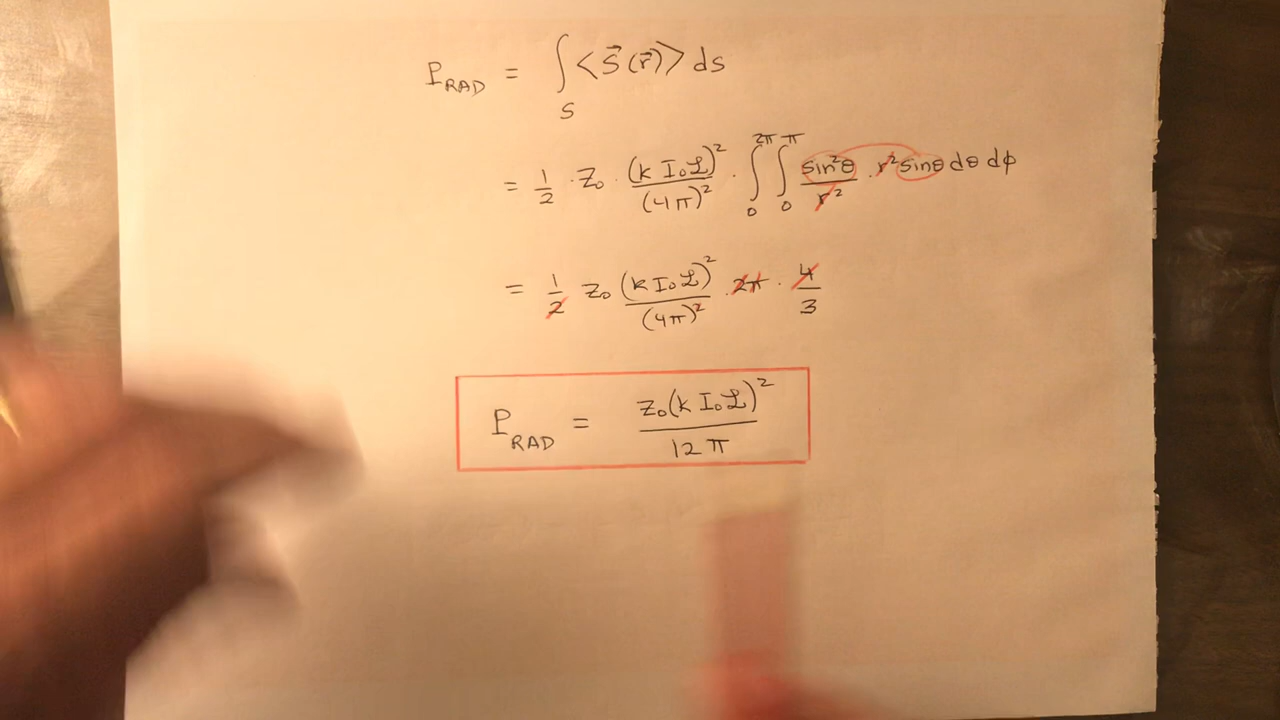 P_RAD = ∫_S <S⃗(r⃗)> ds
= 1/2 · Z₀ · (k I₀ ℒ)²/(4π)² · ∫₀^2π ∫₀^π sin²θ/r² · r² sinθ dθ dϕ
= 1/2 Z₀ (k I₀ ℒ)²/(4π)² · 2π · 4/3
P_RAD = Z₀(k I₀ ℒ)²/12π